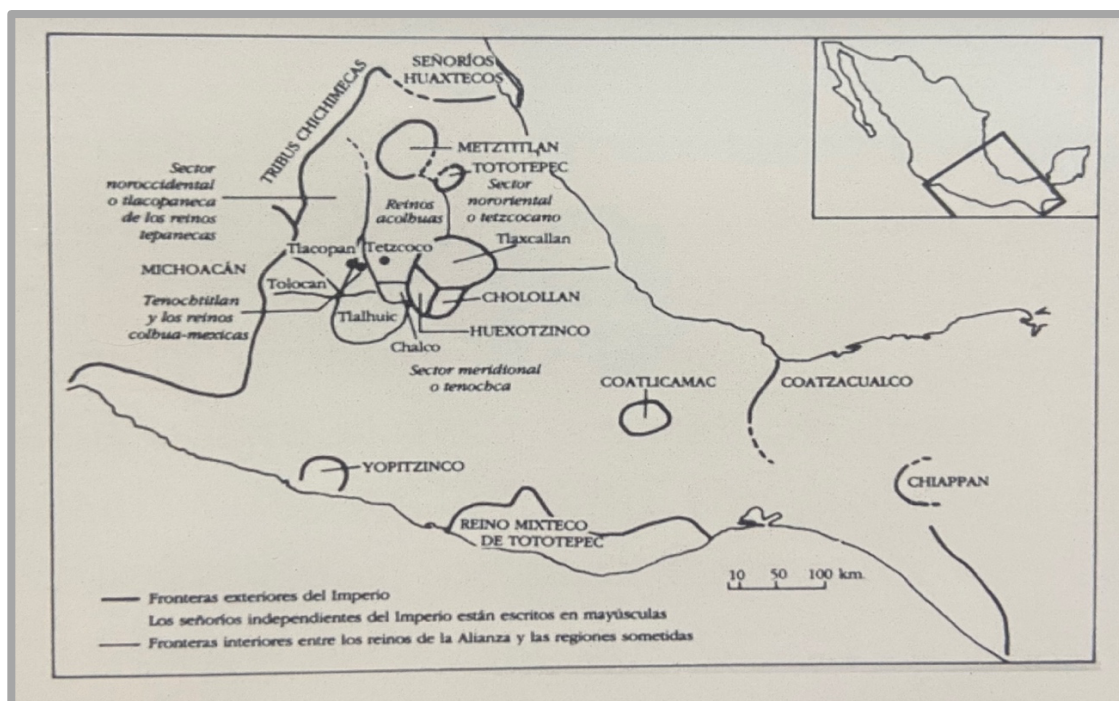 SEÑORÍOS
HUAXTECOS
TRIBUS CHICHIMECAS
METZTITLAN
TOTOTEPEC
Sector
noroccidental
o tlacopaneca
de los reinos
tepanecas
Reinos
acolhuas
Sector
nororiental
o tetzcocano
Tlaxcallan
Tlacopan
Tetzcoco
MICHOACÁN
Tolocan
CHOLOLLAN
Tenochtitlan
y los reinos
colhua-mexicas
Tlalhuic
HUEXOTZINCO
Chalco
Sector meridional
o tenochca
COATLICAMAC
COATZACUALCO
YOPITZINCO
CHIAPPAN
REINO MIXTECO
DE TOTOTEPEC
10 50 100 km.
Fronteras exteriores del Imperio
Los señoríos independientes del Imperio están escritos en mayúsculas
Fronteras interiores entre los reinos de la Alianza y las regiones sometidas